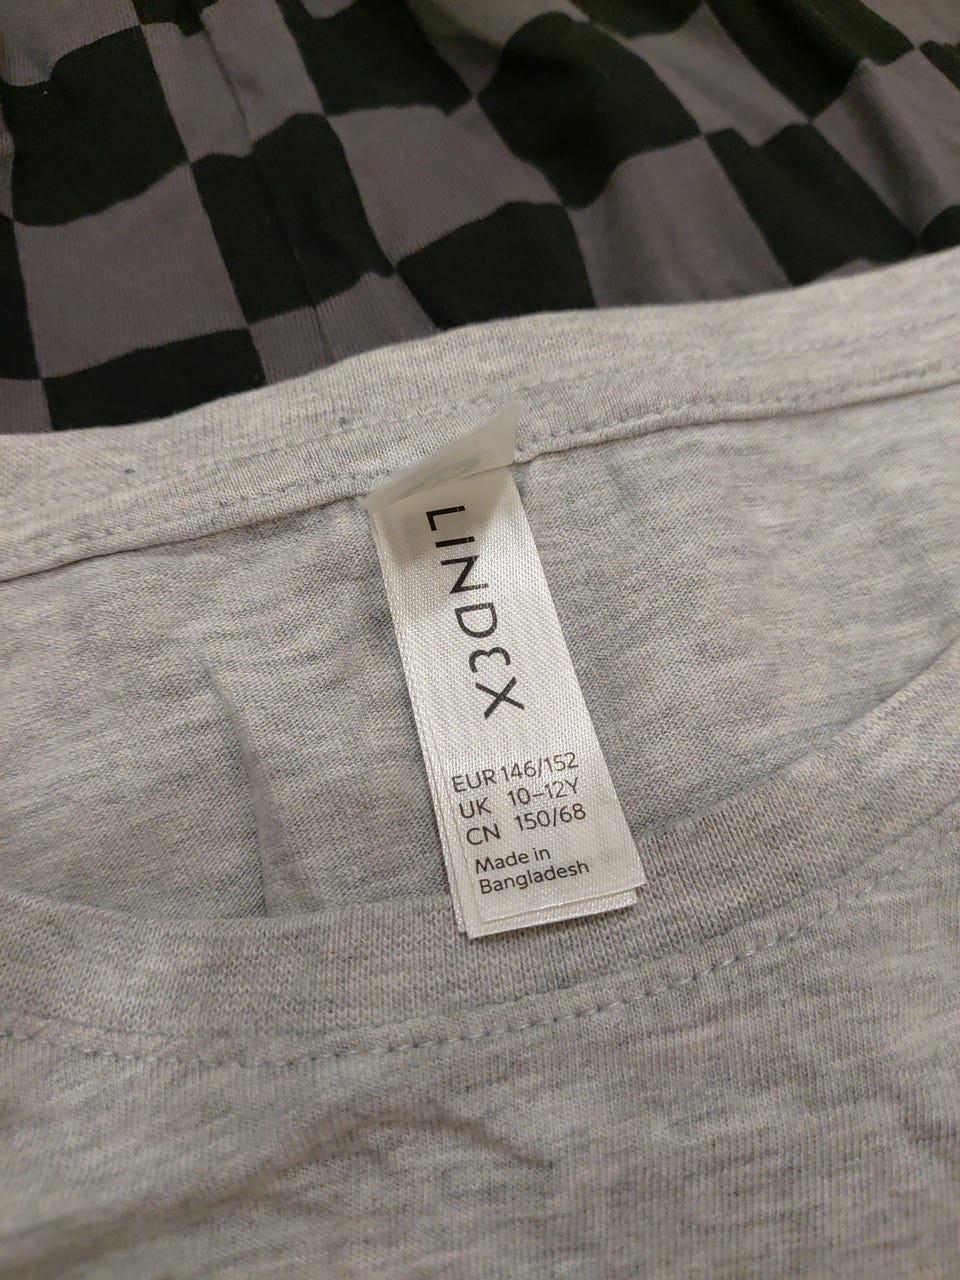 LINDEX
EUR 146/152
UK 10-12Y
CN 150/68
Made in
Bangladesh